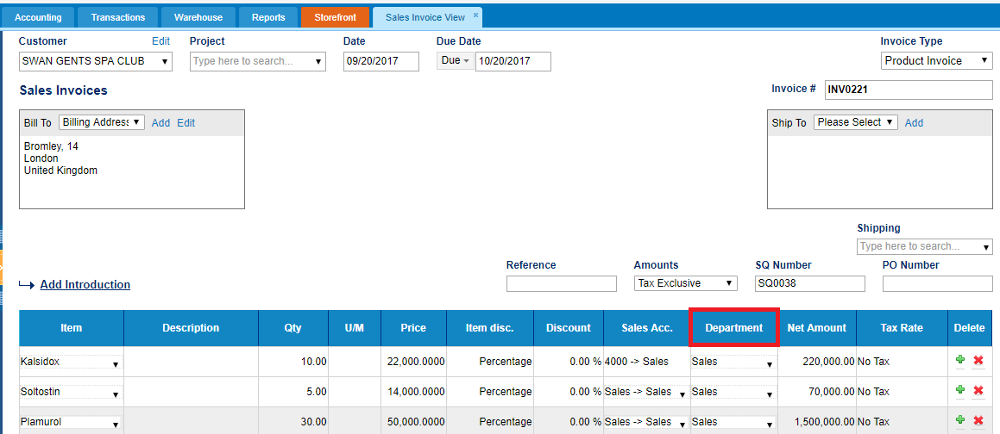 Accounting Transactions Warehouse Reports Storefront Sales Invoice View ×
Customer Edit Project Date Due Date Invoice Type
SWAN GENTS SPA CLUB Type here to search... 09/20/2017 Due 10/20/2017 Product Invoice
Sales Invoices Invoice # INV0221
Bill To Billing Address Add Edit Ship To Please Select Add
Bromley, 14
London
United Kingdom
Shipping
Type here to search...
Reference Amounts SQ Number PO Number
Add Introduction Tax Exclusive SQ0038
Item Description Qty U/M Price Item disc. Discount Sales Acc. Department Net Amount Tax Rate Delete
Kalsidox 10.00 22,000.0000 Percentage 0.00 % 4000 -> Sales Sales 220,000.00 No Tax
Soltostin 5.00 14,000.0000 Percentage 0.00 % Sales -> Sales Sales 70,000.00 No Tax
Plamurol 30.00 50,000.0000 Percentage 0.00 % Sales -> Sales Sales 1,500,000.00 No Tax